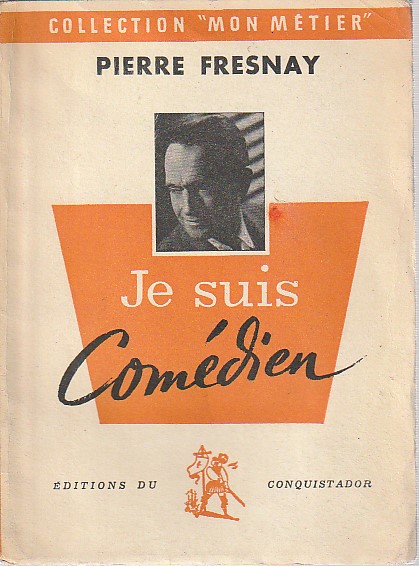 COLLECTION "MON MÉTIER"
PIERRE FRESNAY
Je suis
Comédien
ÉDITIONS DU CONQUISTADOR